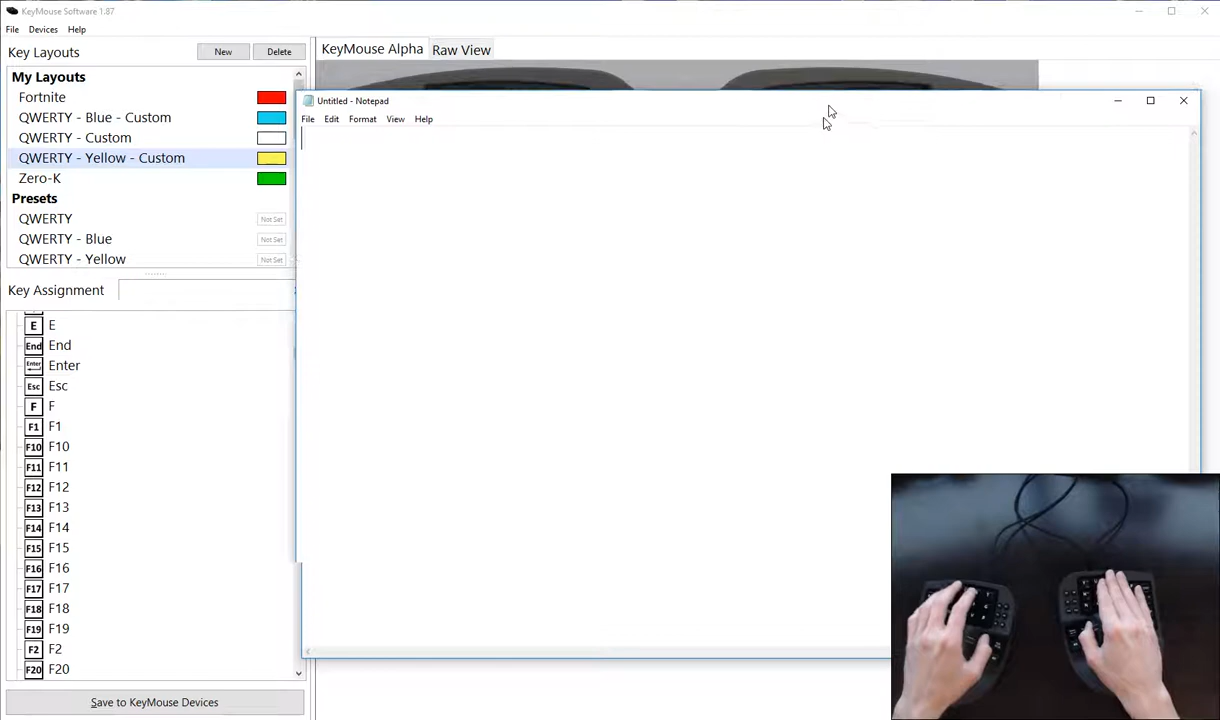 KeyMouse Software 1.87
File Devices Help
Key Layouts New Delete
My Layouts
Fortnite
QWERTY - Blue - Custom
QWERTY - Custom
QWERTY - Yellow - Custom
Zero-K
Presets
QWERTY Not Set
QWERTY - Blue Not Set
QWERTY - Yellow Not Set
Key Assignment
E E
End End
Enter Enter
Esc Esc
F F
F1 F1
F10 F10
F11 F11
F12 F12
F13 F13
F14 F14
F15 F15
F16 F16
F17 F17
F18 F18
F19 F19
F2 F2
F20 F20
Save to KeyMouse Devices
KeyMouse Alpha Raw View
Untitled - Notepad
File Edit Format View Help